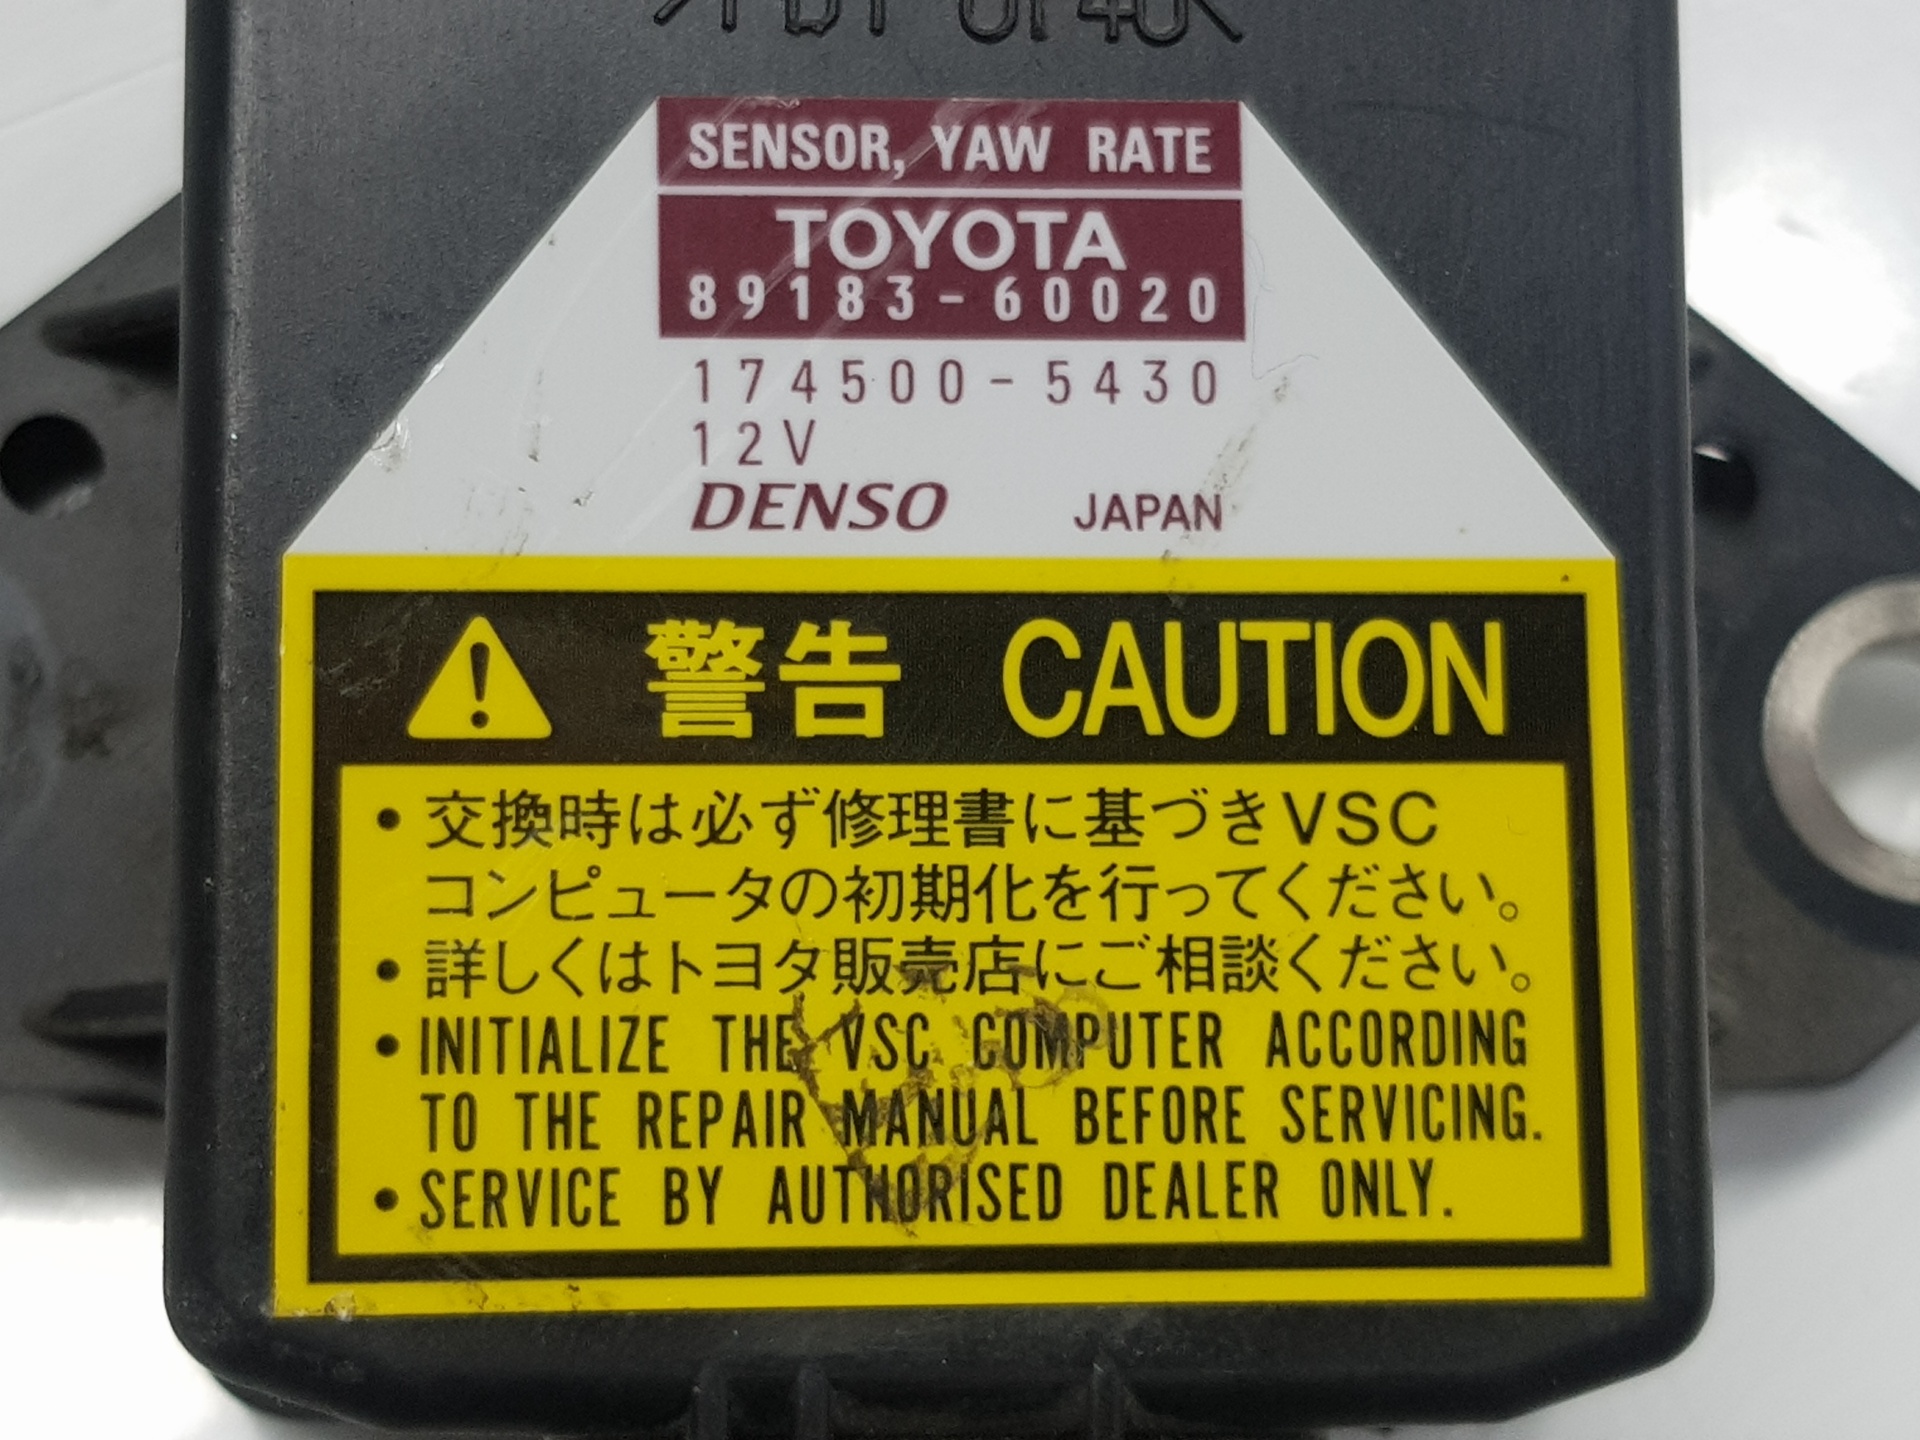 SENSOR, YAW RATE
TOYOTA
89183-60020
174500-5430
12V
DENSO JAPAN
警告 CAUTION
• 交換時は必ず修理書に基づきVSC
コンピュータの初期化を行ってください。
• 詳しくはトヨタ販売店にご相談ください。
• INITIALIZE THE VSC COMPUTER ACCORDING
TO THE REPAIR MANUAL BEFORE SERVICING.
• SERVICE BY AUTHORISED DEALER ONLY.